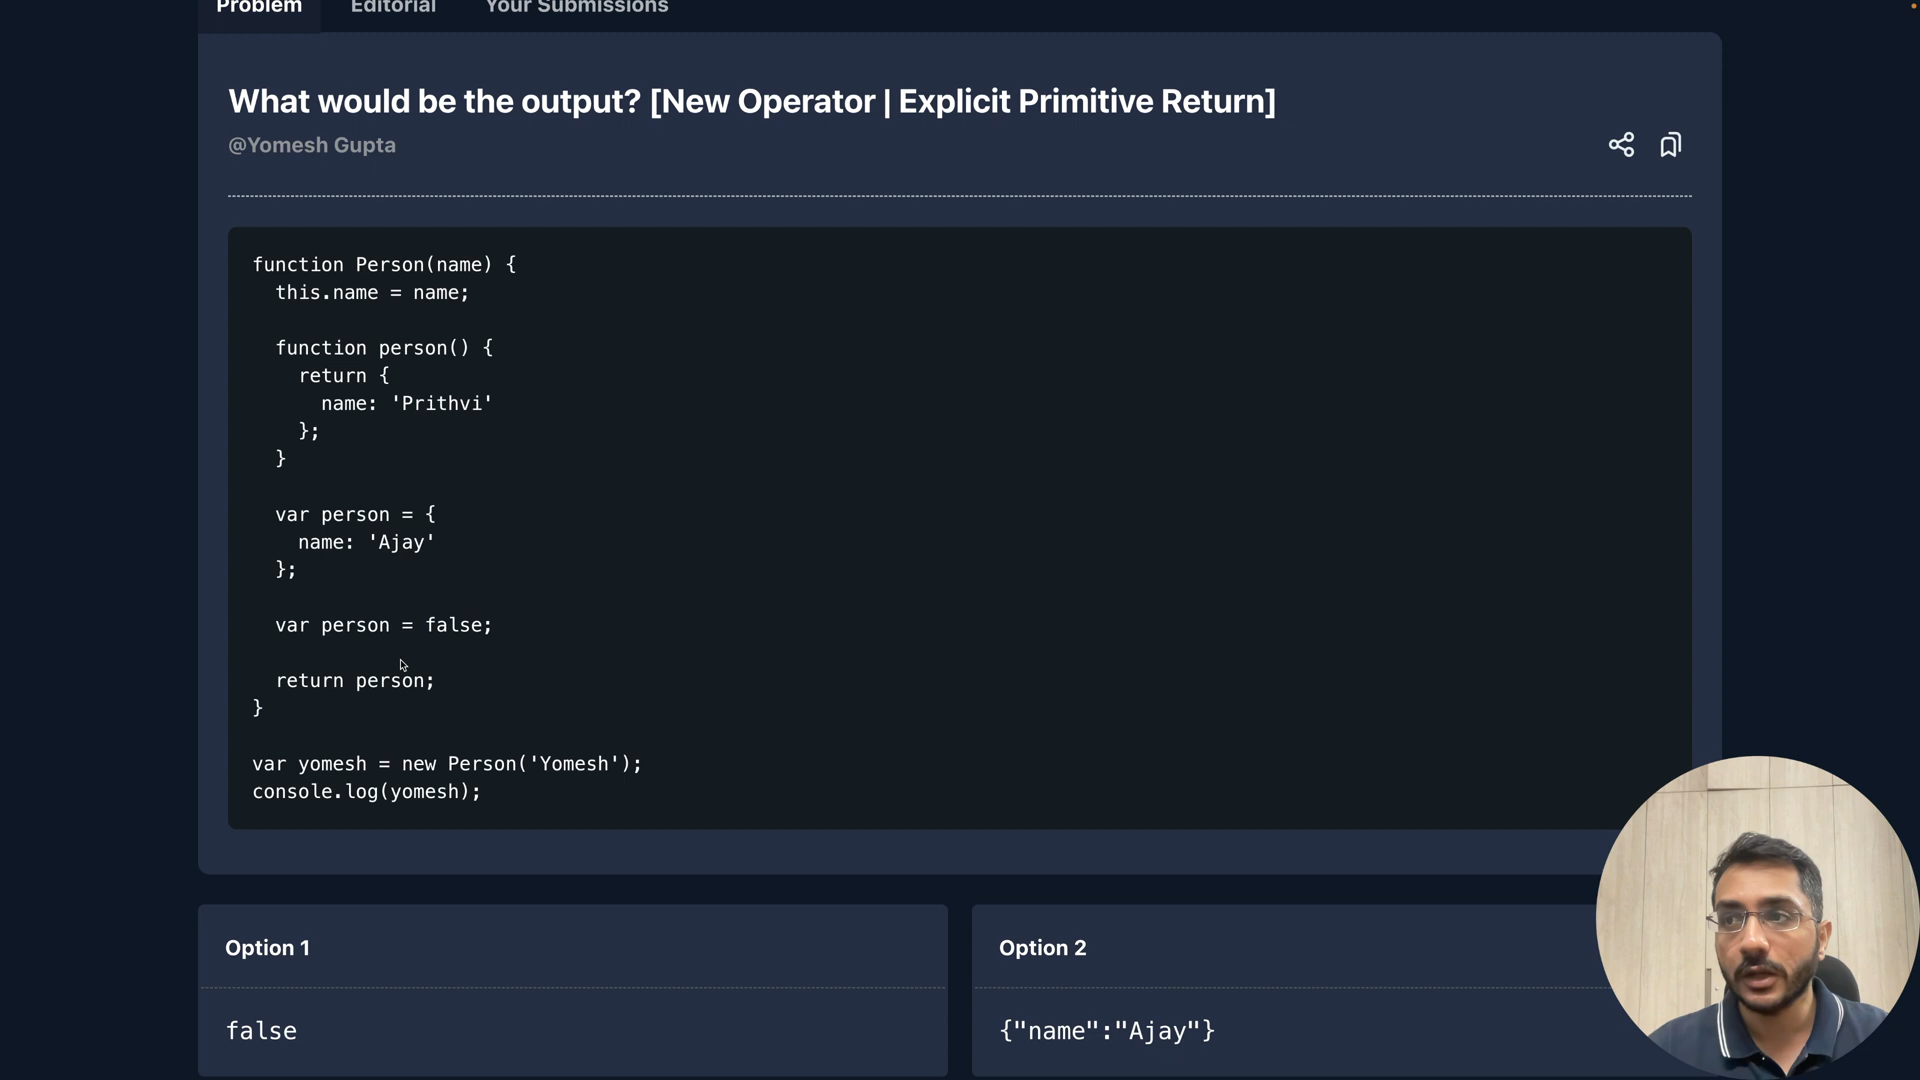 Problem Editorial Your Submissions
What would be the output? [New Operator | Explicit Primitive Return]
@Yomesh Gupta
function Person(name) {
  this.name = name;
  function person() {
    return {
      name: 'Prithvi'
    };
  }
  var person = {
    name: 'Ajay'
  };
  var person = false;
  return person;
}
var yomesh = new Person('Yomesh');
console.log(yomesh);
Option 1 Option 2
false {"name":"Ajay"}